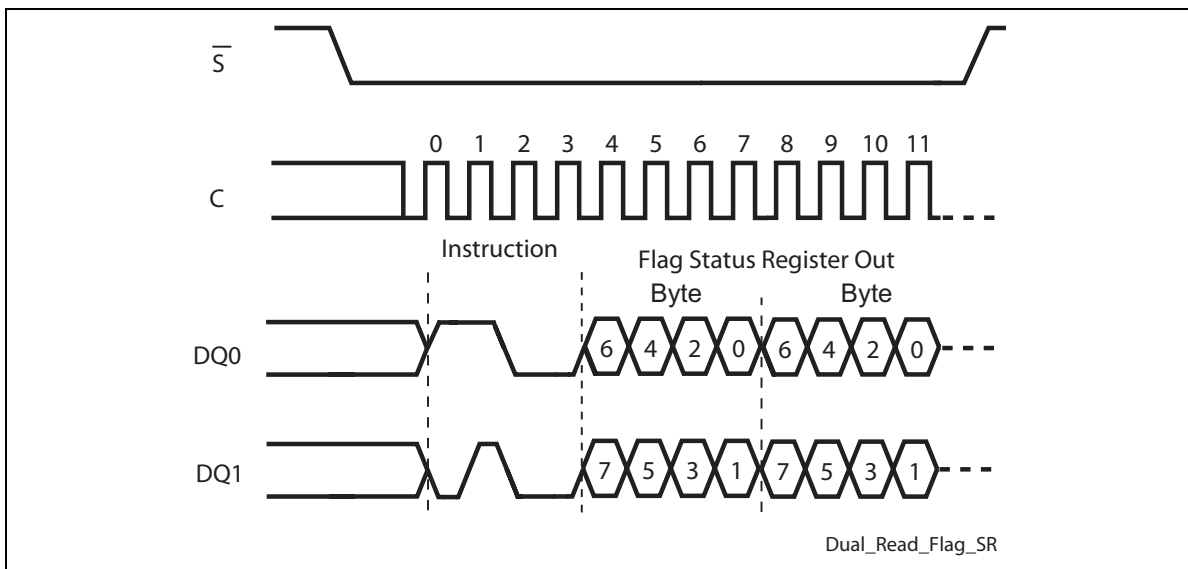 S̅
0 1 2 3 4 5 6 7 8 9 10 11
C
Instruction
Flag Status Register Out
Byte Byte
DQ0
6 4 2 0 6 4 2 0
DQ1
7 5 3 1 7 5 3 1
Dual_Read_Flag_SR